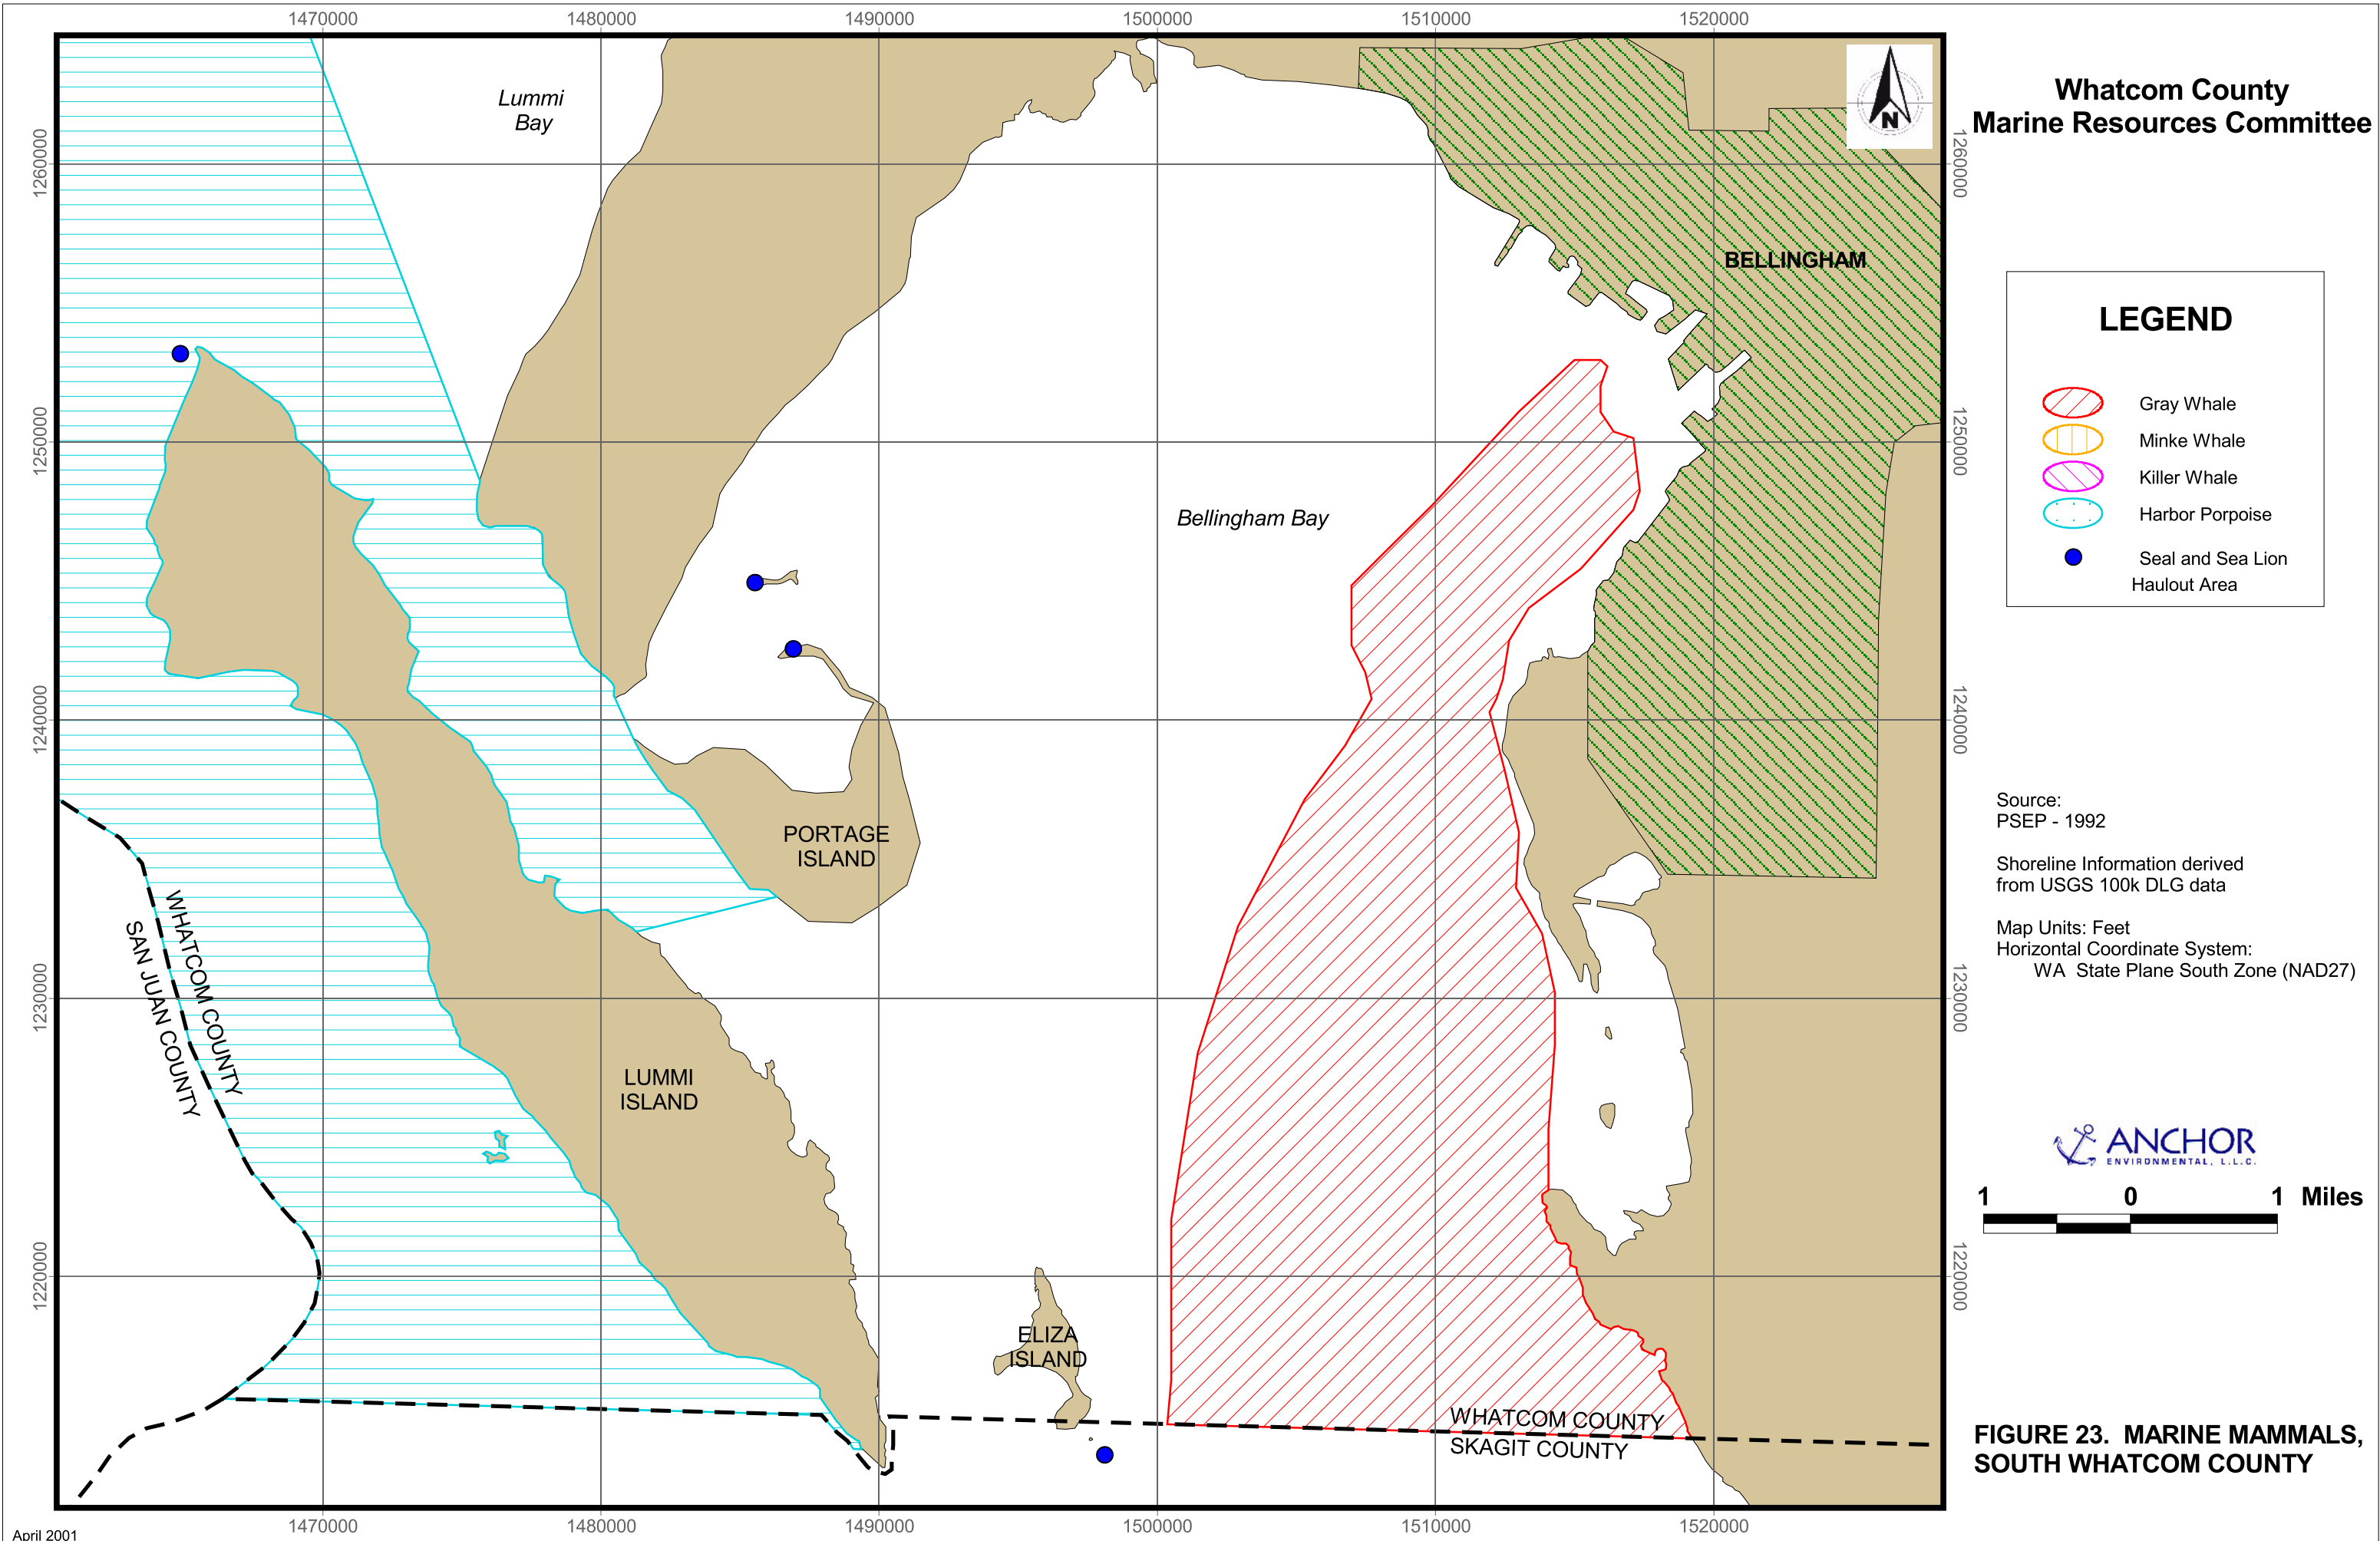 1470000 1480000 1490000 1500000 1510000 1520000
Whatcom County
Marine Resources Committee
N
Lummi
Bay
1260000 1260000
BELLINGHAM
LEGEND
Gray Whale
Minke Whale
Killer Whale
Harbor Porpoise
Seal and Sea Lion
Haulout Area
1250000 1250000
Bellingham Bay
1240000 1240000
PORTAGE
ISLAND
Source:
PSEP - 1992
Shoreline Information derived
from USGS 100k DLG data
Map Units: Feet
Horizontal Coordinate System:
WA State Plane South Zone (NAD27)
WHATCOM COUNTY
SAN JUAN COUNTY
1230000 1230000
LUMMI
ISLAND
ANCHOR
ENVIRONMENTAL, L.L.C.
1 0 1 Miles
1220000 1220000
ELIZA
ISLAND
WHATCOM COUNTY
SKAGIT COUNTY
FIGURE 23. MARINE MAMMALS,
SOUTH WHATCOM COUNTY
1470000 1480000 1490000 1500000 1510000 1520000
April 2001